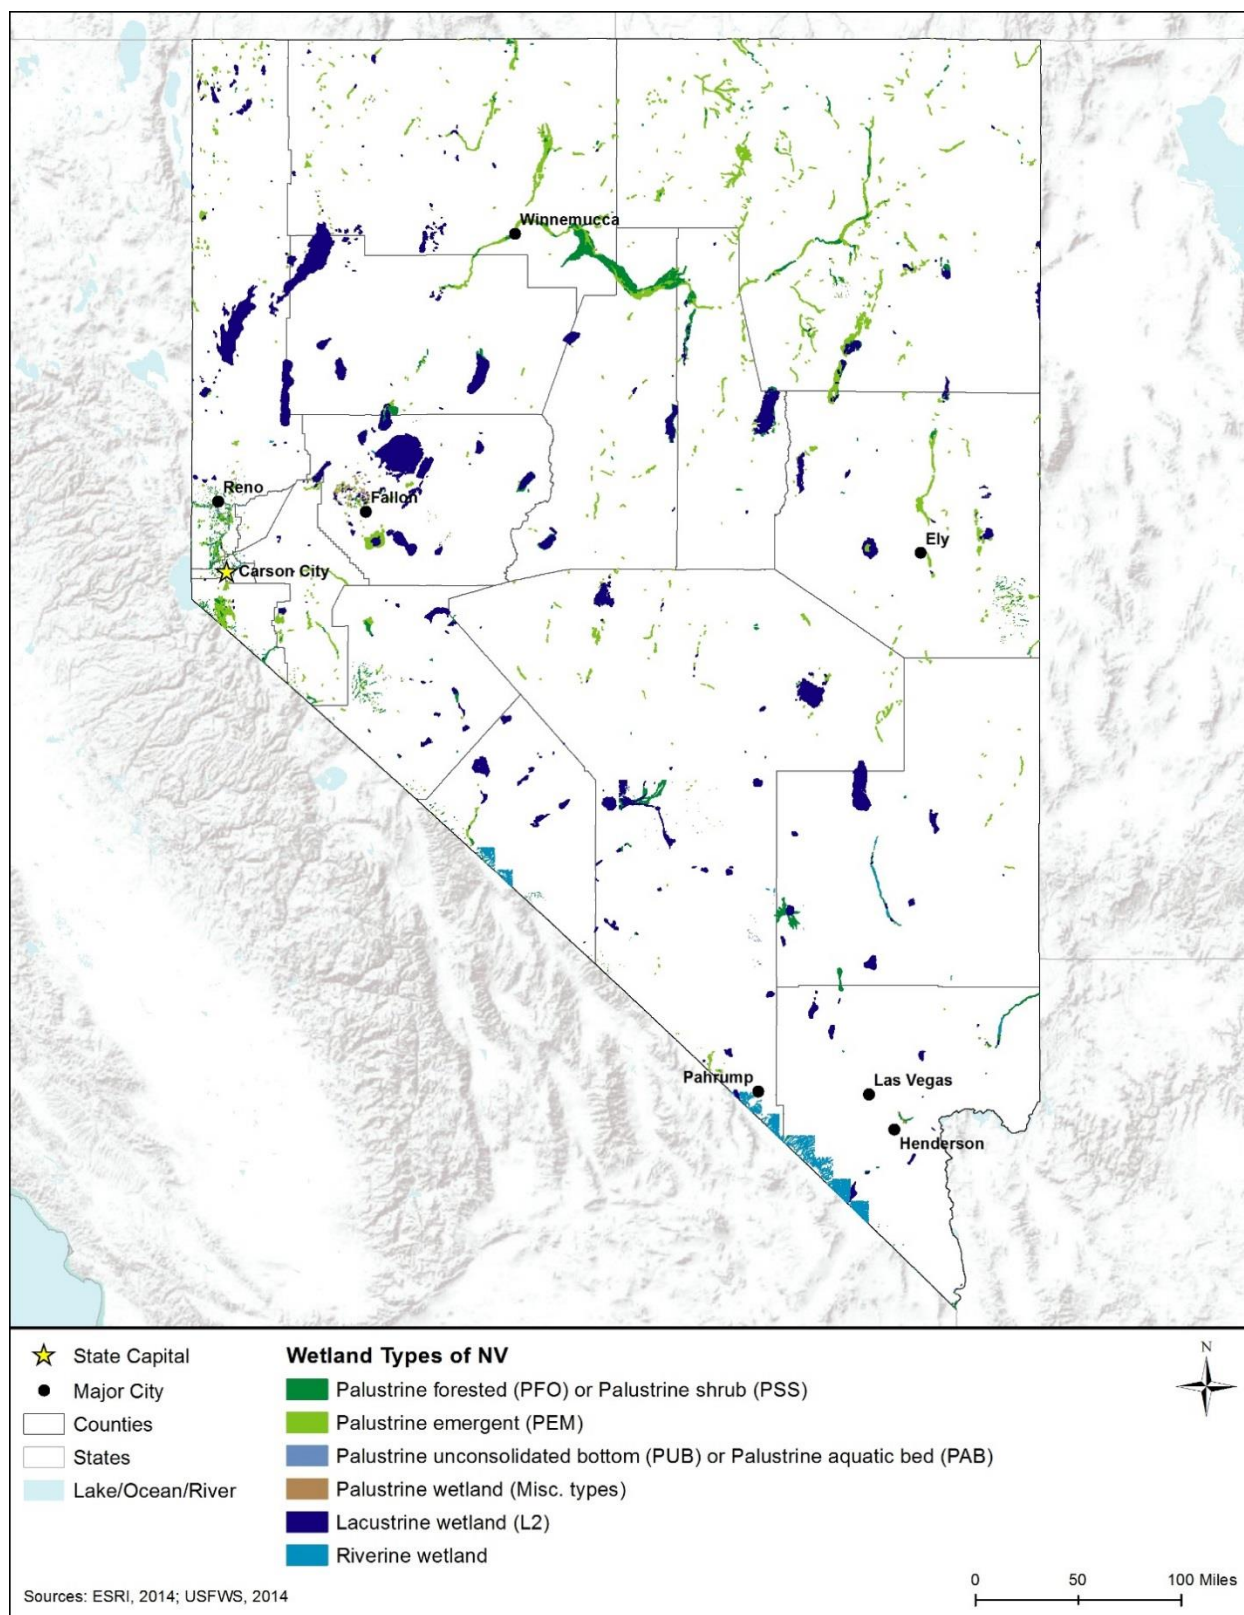 Winnemucca
Reno
Fallon
Ely
Carson City
Pahrump
Las Vegas
Henderson
State Capital
Major City
Counties
States
Lake/Ocean/River
Wetland Types of NV
Palustrine forested (PFO) or Palustrine shrub (PSS)
Palustrine emergent (PEM)
Palustrine unconsolidated bottom (PUB) or Palustrine aquatic bed (PAB)
Palustrine wetland (Misc. types)
Lacustrine wetland (L2)
Riverine wetland
N
Sources: ESRI, 2014; USFWS, 2014
0 50 100 Miles